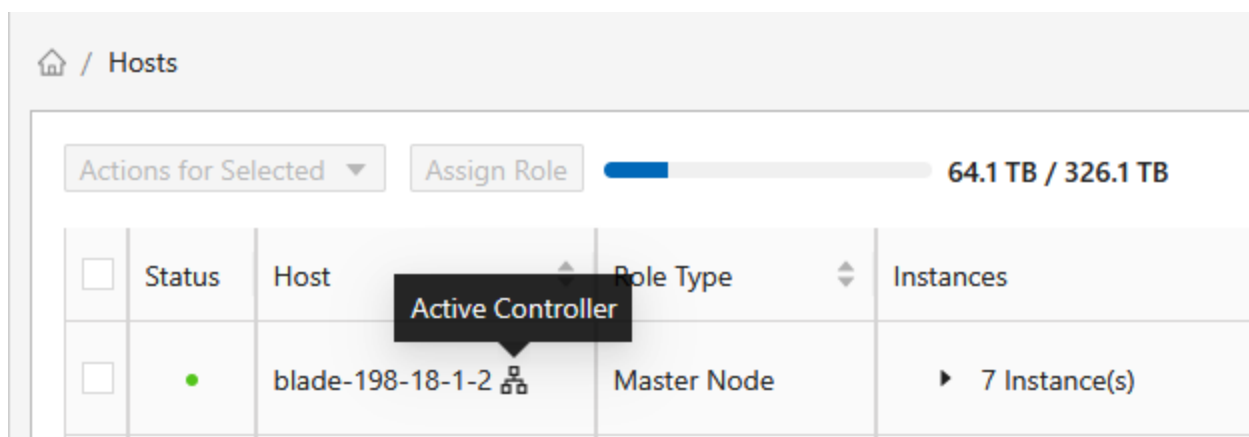 / Hosts
Actions for Selected Assign Role 64.1 TB / 326.1 TB
Status Host Role Type Instances
Active Controller
blade-198-18-1-2 Master Node 7 Instance(s)